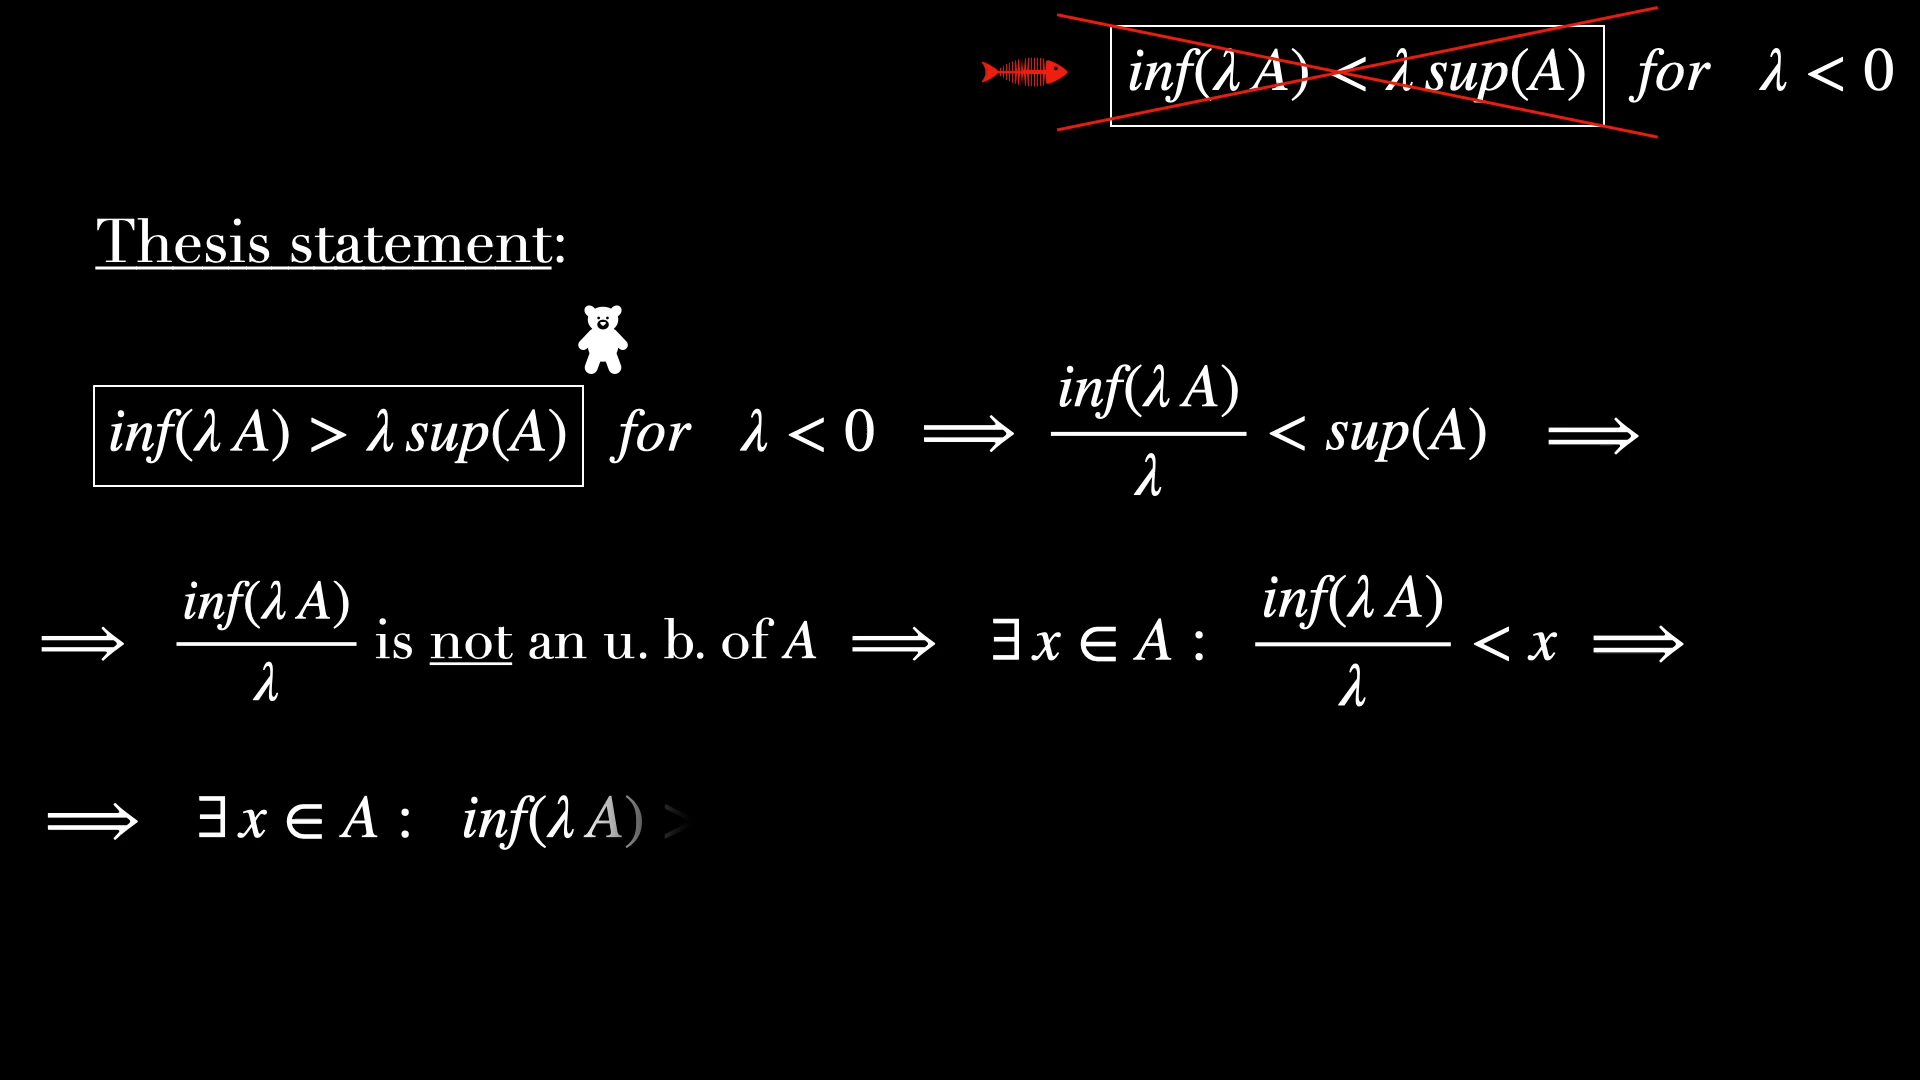 inf(λ A) < λ sup(A) for λ < 0
Thesis statement:
inf(λ A) > λ sup(A) for λ < 0 ⟹ inf(λ A)/λ < sup(A) ⟹
⟹ inf(λ A)/λ is not an u. b. of A ⟹ ∃ x ∈ A : inf(λ A)/λ < x ⟹
⟹ ∃ x ∈ A : inf(λ A) >